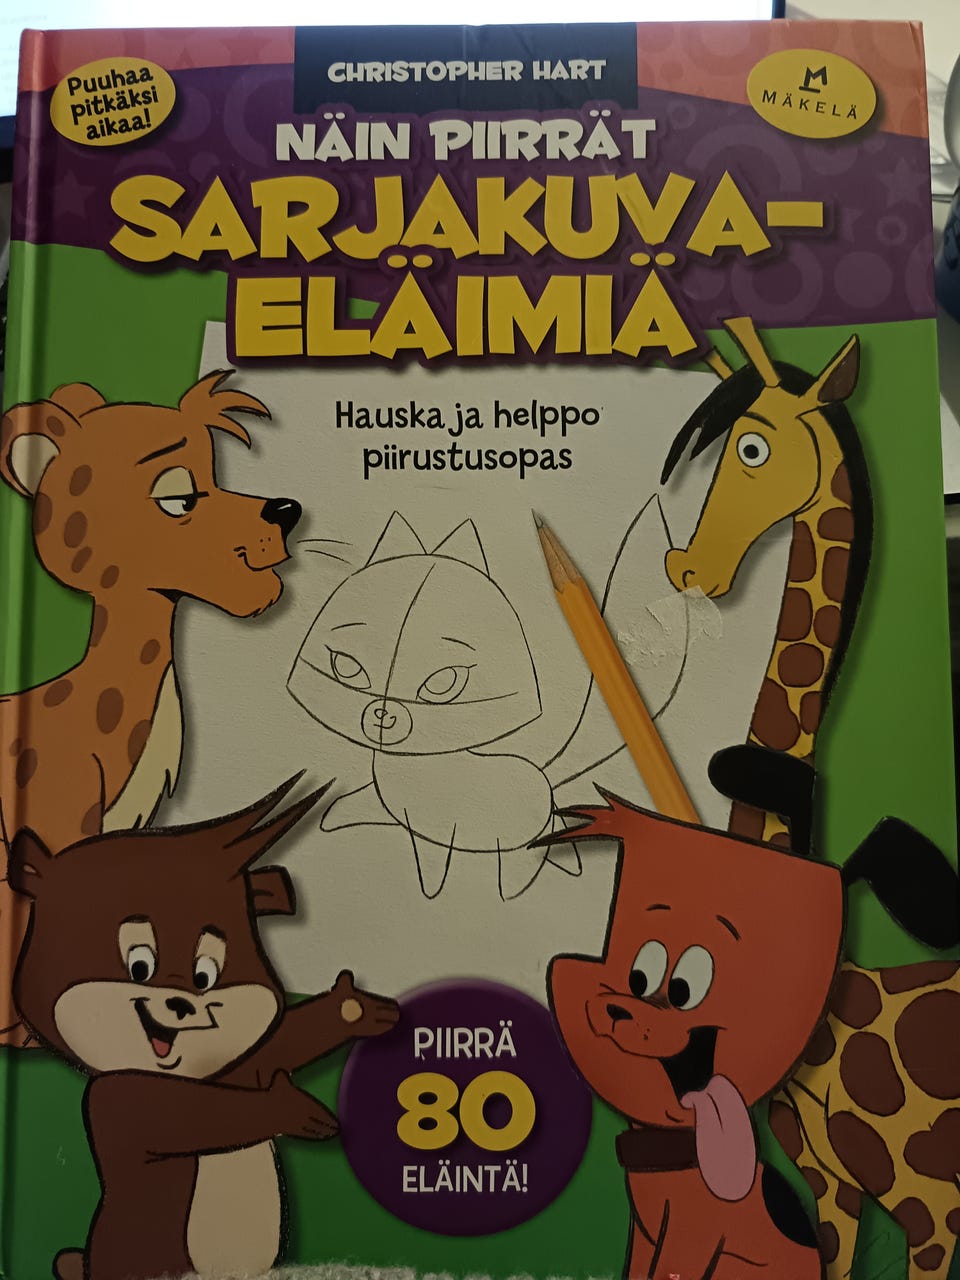 CHRISTOPHER HART
Puuhaa
pitkäksi
aikaa!
M
MÄKELÄ
NÄIN PIIRRÄT
SARJAKUVA-
ELÄIMIÄ
Hauska ja helppo
piirustusopas
PIIRRÄ
80
ELÄINTÄ!